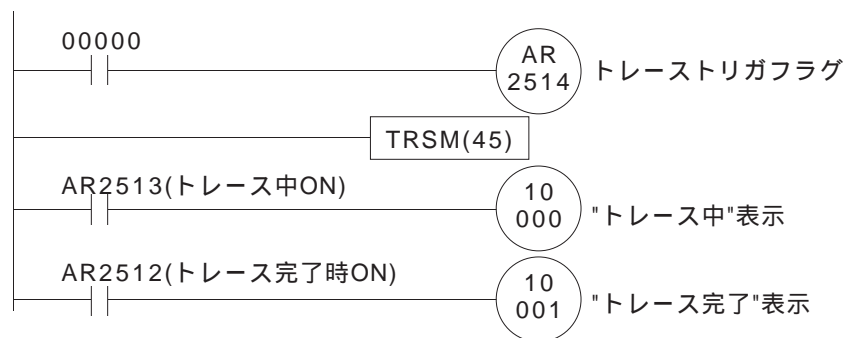 00000
AR
2514
トレーストリガフラグ
TRSM(45)
AR2513(トレース中ON)
10
000
"トレース中"表示
AR2512(トレース完了時ON)
10
001
"トレース完了"表示